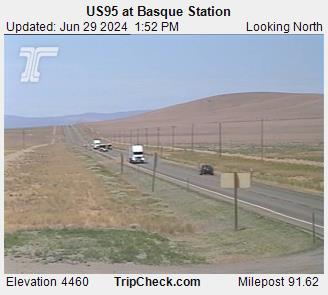 US95 at Basque Station
Updated: Jun 29 2024 1:52 PM Looking North
Elevation 4460 TripCheck.com Milepost 91.62